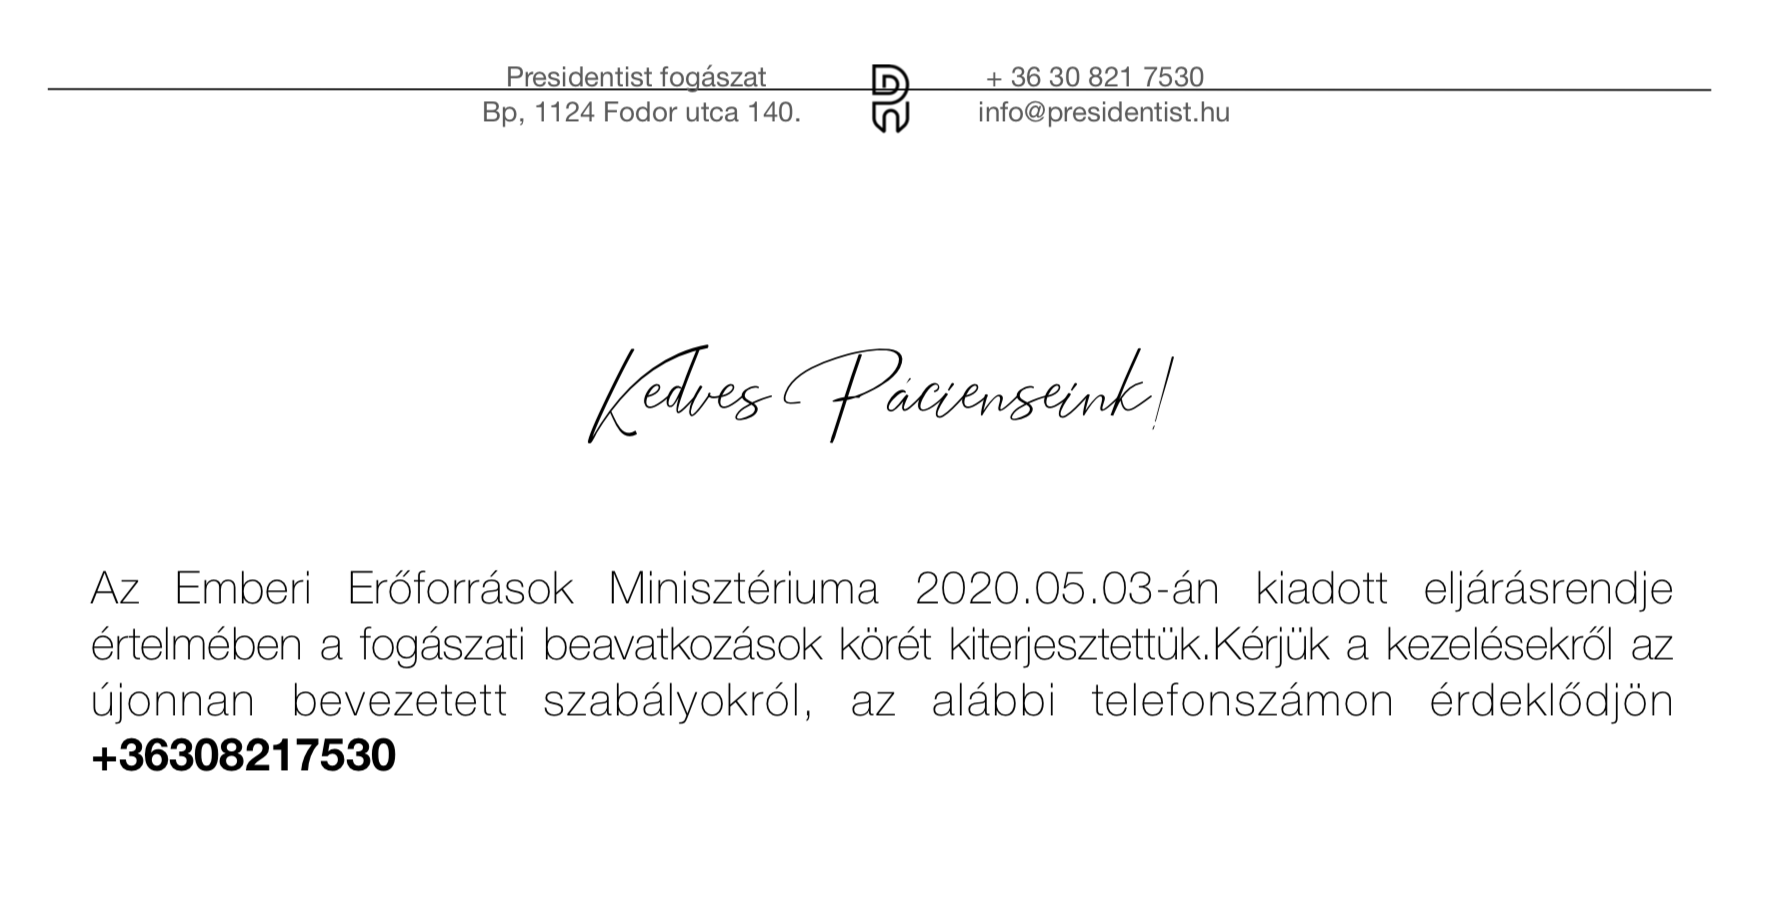 Presidentist fogászat
Bp, 1124 Fodor utca 140.
+ 36 30 821 7530
info@presidentist.hu
Kedves Pácienseink!
Az Emberi Erőforrások Minisztériuma 2020.05.03-án kiadott eljárásrendje
értelmében a fogászati beavatkozások körét kiterjesztettük.Kérjük a kezelésekről az
újonnan bevezetett szabályokról, az alábbi telefonszámon érdeklődjön
+36308217530